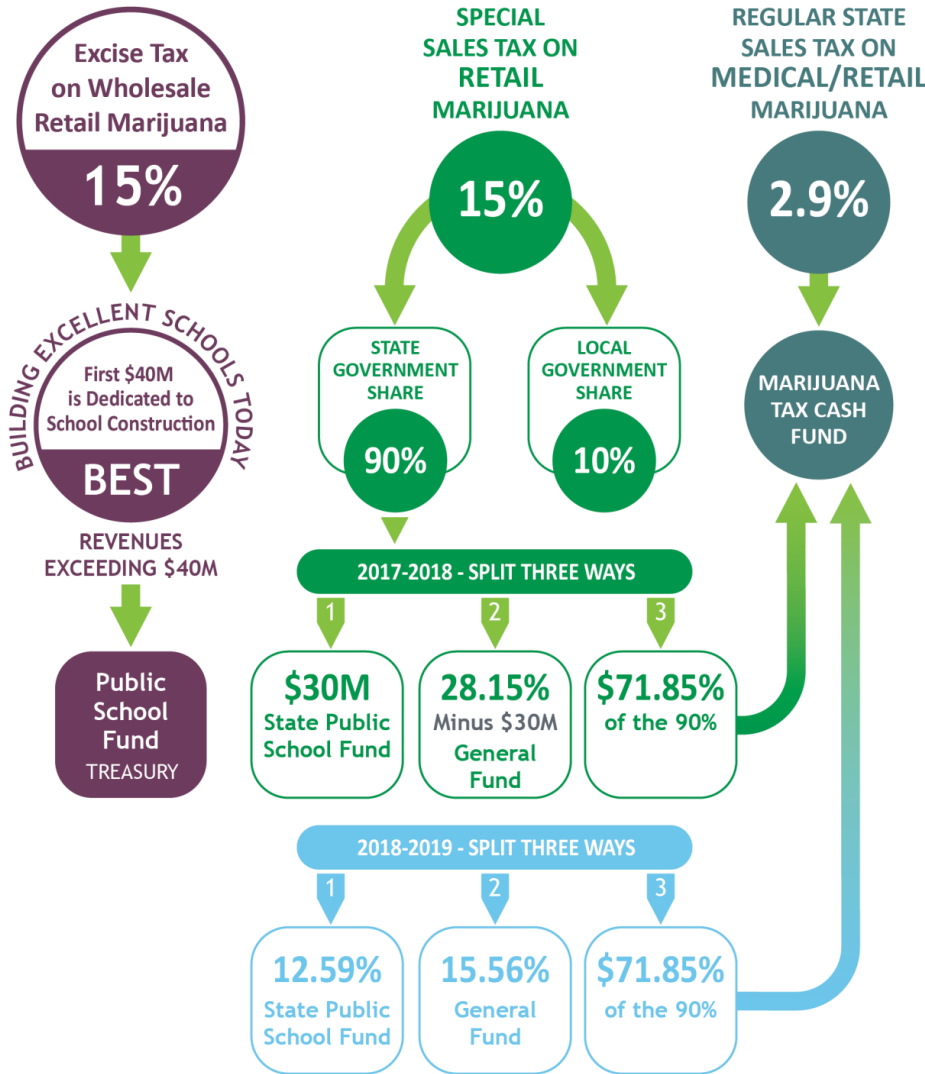 Excise Tax
on Wholesale
Retail Marijuana
15%
BUILDING EXCELLENT SCHOOLS TODAY
First $40M
is Dedicated to
School Construction
BEST
REVENUES
EXCEEDING $40M
Public
School
Fund
TREASURY
SPECIAL
SALES TAX ON
RETAIL
MARIJUANA
15%
STATE
GOVERNMENT
SHARE
90%
LOCAL
GOVERNMENT
SHARE
10%
2017-2018 - SPLIT THREE WAYS
1
2
3
$30M
State Public
School Fund
28.15%
Minus $30M
General
Fund
$71.85%
of the 90%
2018-2019 - SPLIT THREE WAYS
1
2
3
12.59%
State Public
School Fund
15.56%
General
Fund
$71.85%
of the 90%
REGULAR STATE
SALES TAX ON
MEDICAL/RETAIL
MARIJUANA
2.9%
MARIJUANA
TAX CASH
FUND